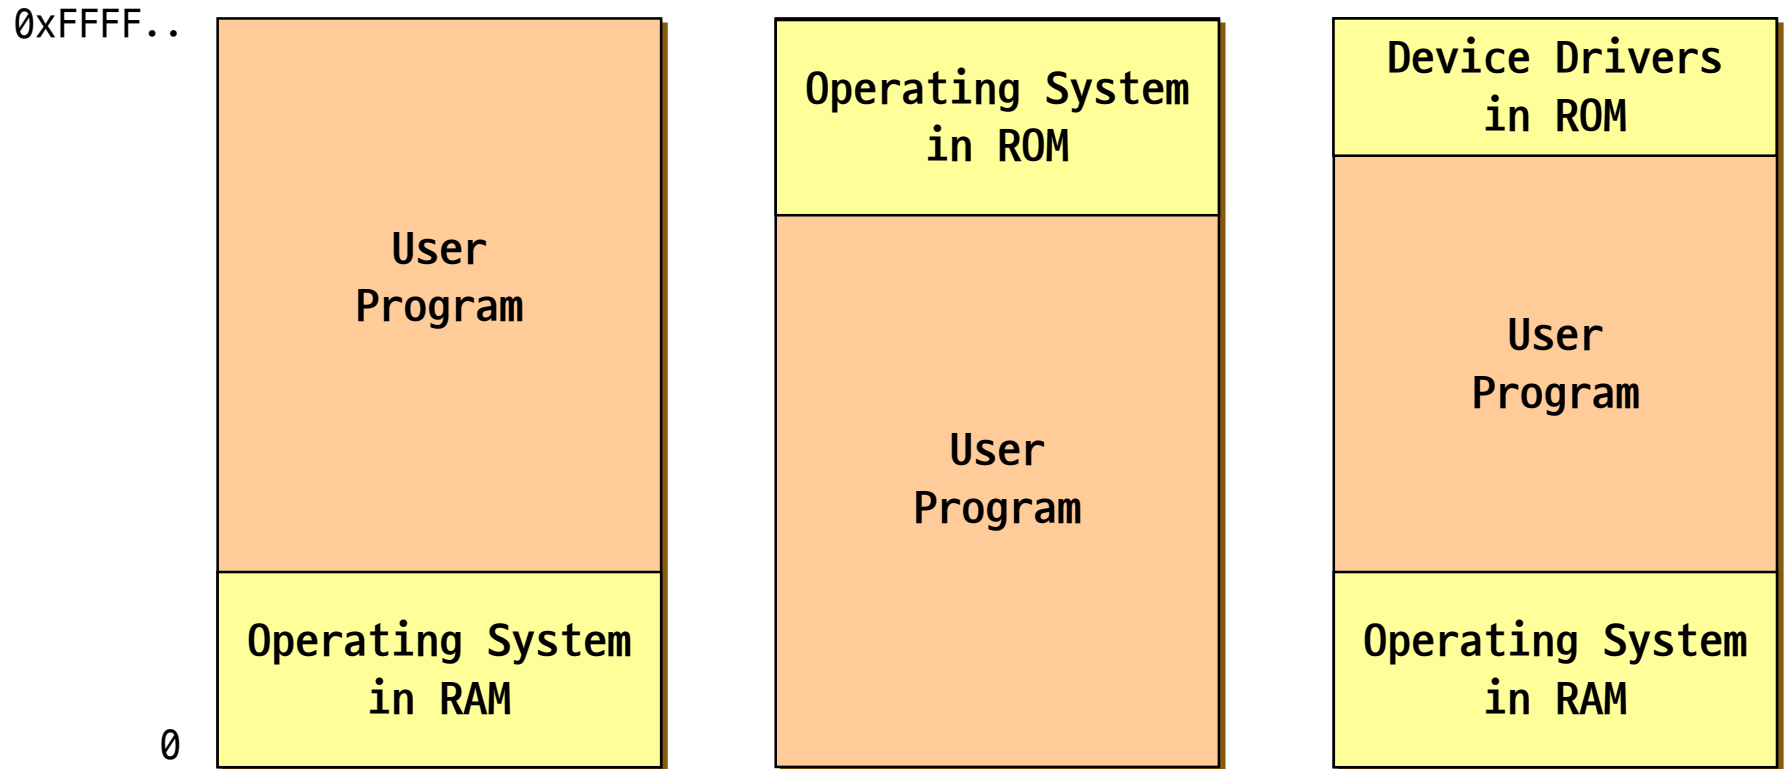 0xFFFF..
User
Program
Operating System
in RAM
0
Operating System
in ROM
User
Program
Device Drivers
in ROM
User
Program
Operating System
in RAM